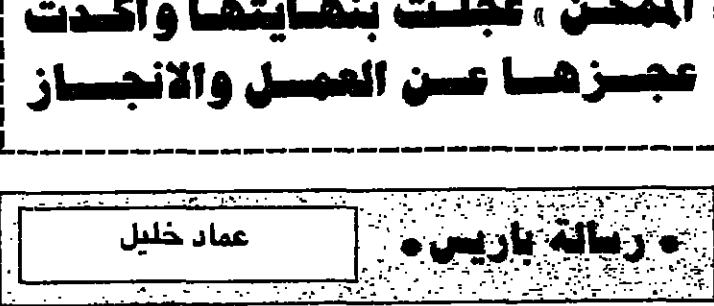 الممكن » عجلت بنهايتها وأكدت
عجزها عن العمل والانجاز
• رسالة باريس •
عماد خليل